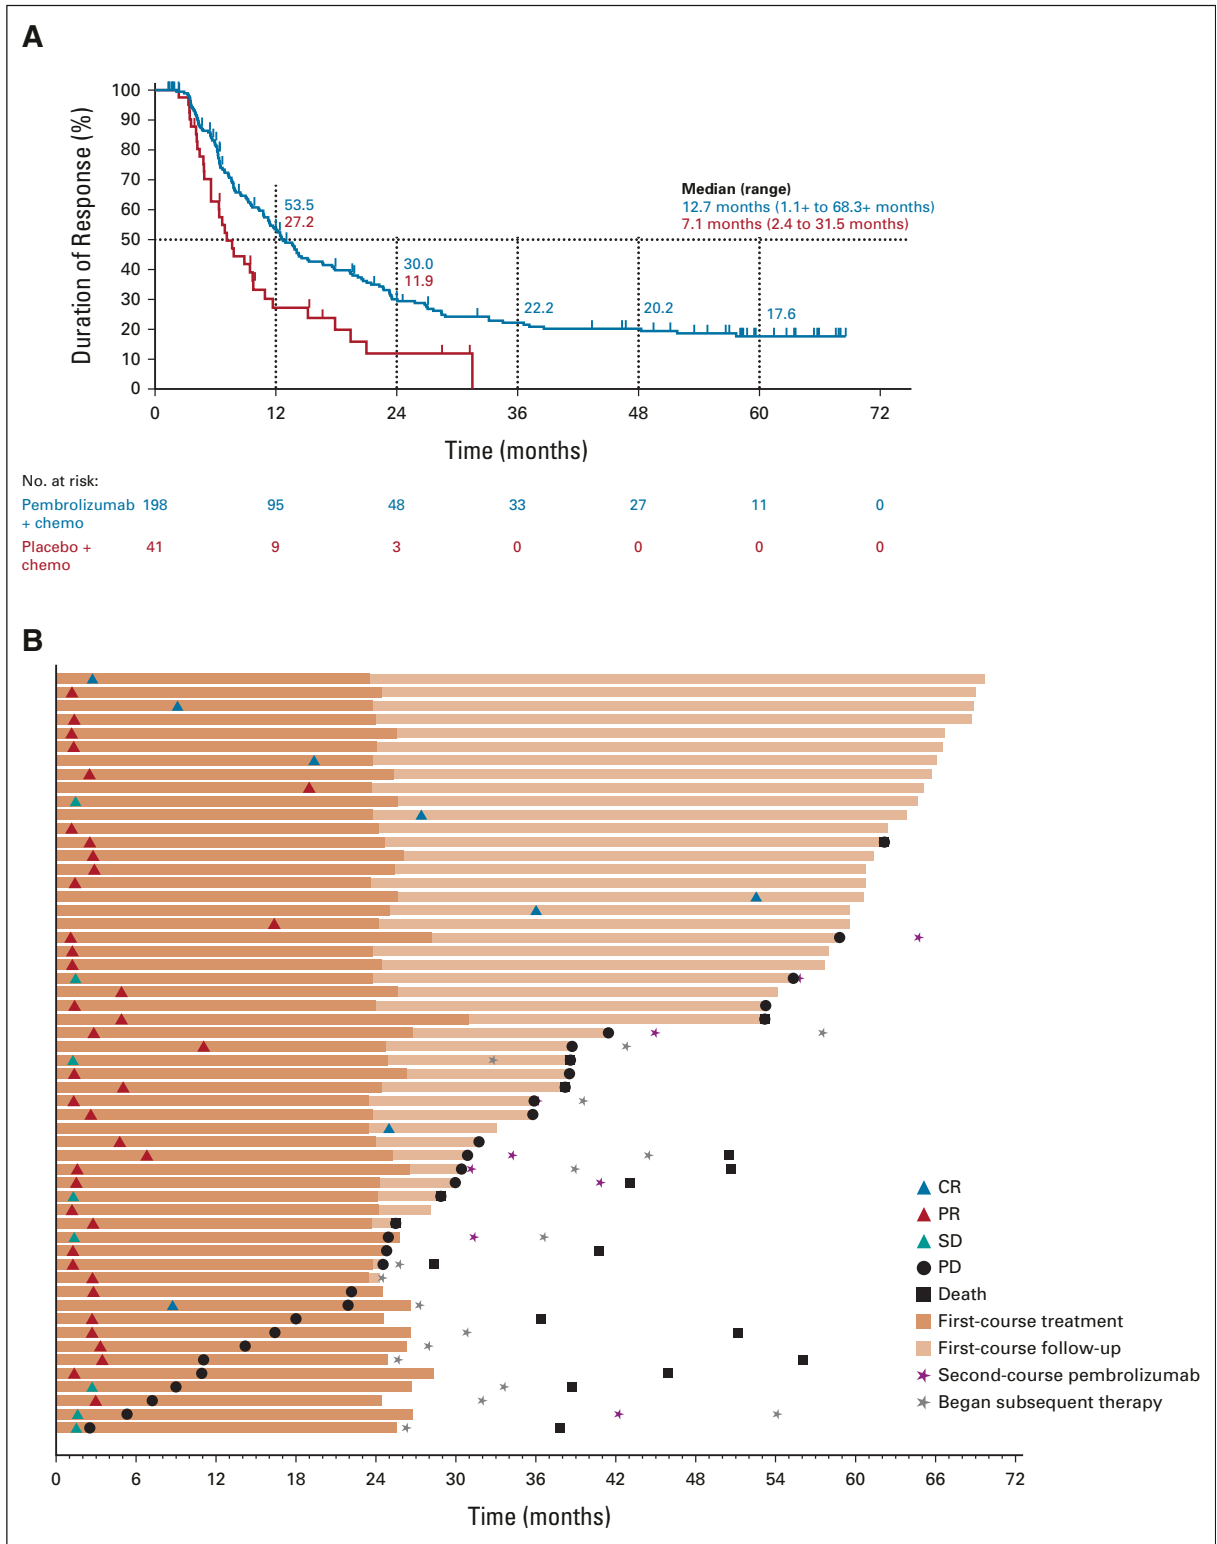 A
Duration of Response (%)
100
90
80
70
60
50
40
30
20
10
0
Median (range)
12.7 months (1.1+ to 68.3+ months)
7.1 months (2.4 to 31.5 months)
53.5
27.2
30.0
11.9
22.2
20.2
17.6
0 12 24 36 48 60 72
Time (months)
No. at risk:
Pembrolizumab + chemo 198 95 48 33 27 11 0
Placebo + chemo 41 9 3 0 0 0 0
B
CR
PR
SD
PD
Death
First-course treatment
First-course follow-up
Second-course pembrolizumab
Began subsequent therapy
0 6 12 18 24 30 36 42 48 54 60 66 72
Time (months)